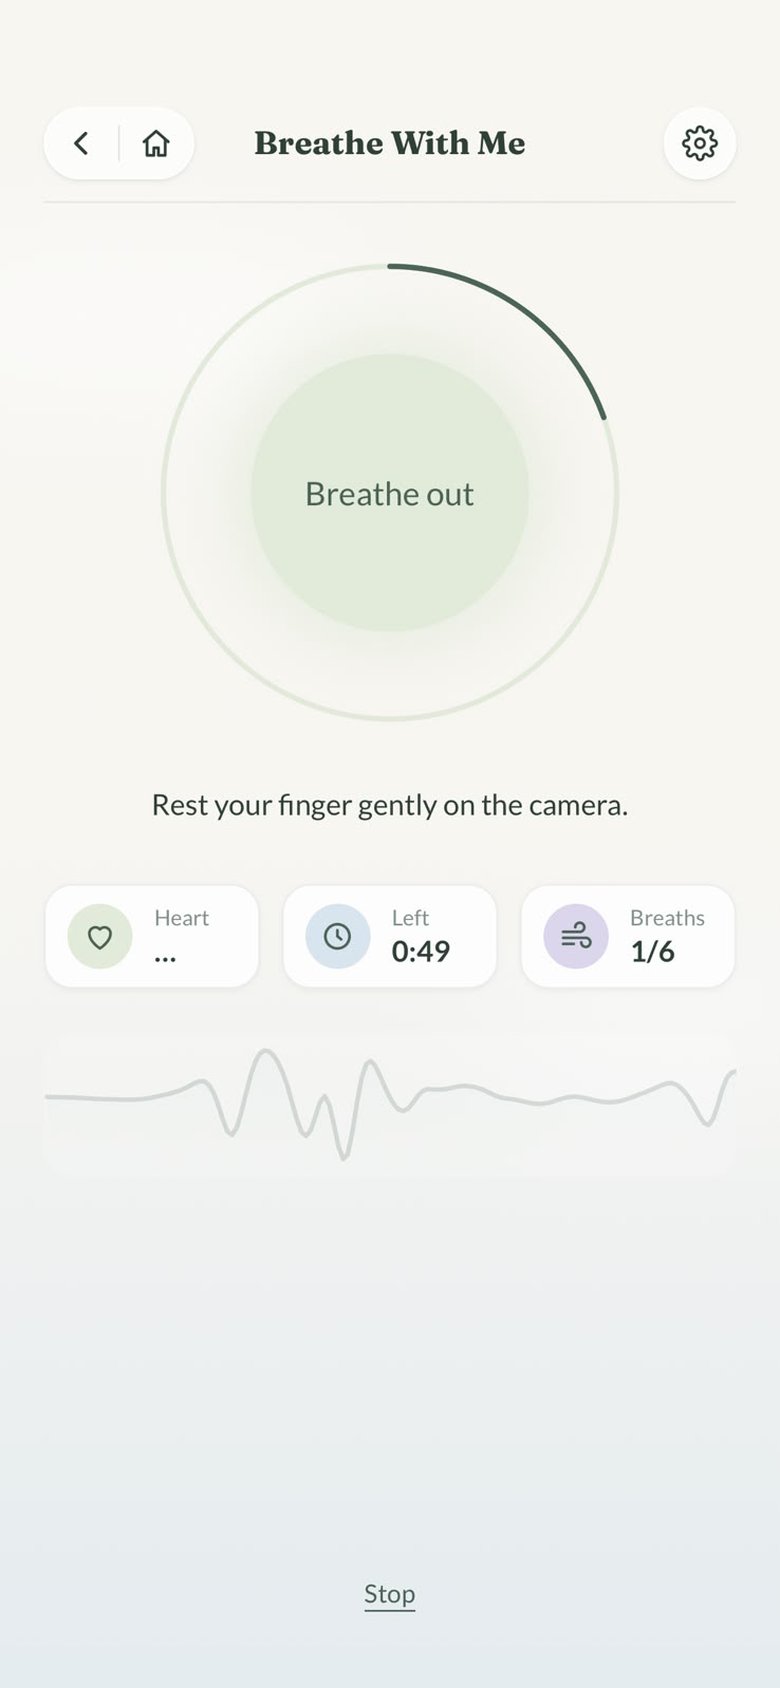 Breathe With Me
Breathe out
Rest your finger gently on the camera.
Heart
...
Left
0:49
Breaths
1/6
Stop